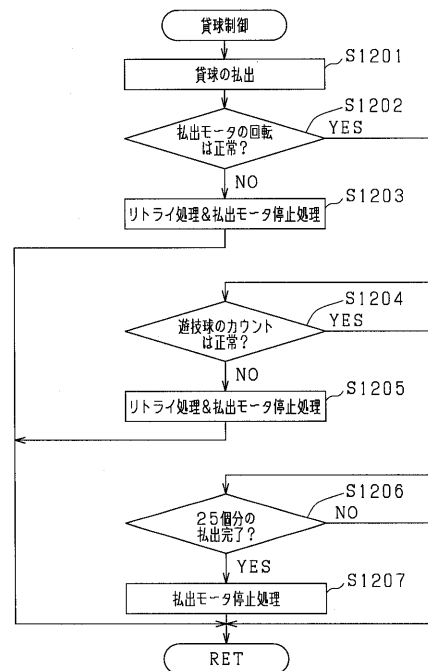 貸球制御
S1201
貸球の払出
S1202
払出モータの回転
は正常?
YES
NO
S1203
リトライ処理&払出モータ停止処理
S1204
遊技球のカウント
は正常?
YES
NO
S1205
リトライ処理&払出モータ停止処理
S1206
25個分の
払出完了?
NO
YES
S1207
払出モータ停止処理
RET